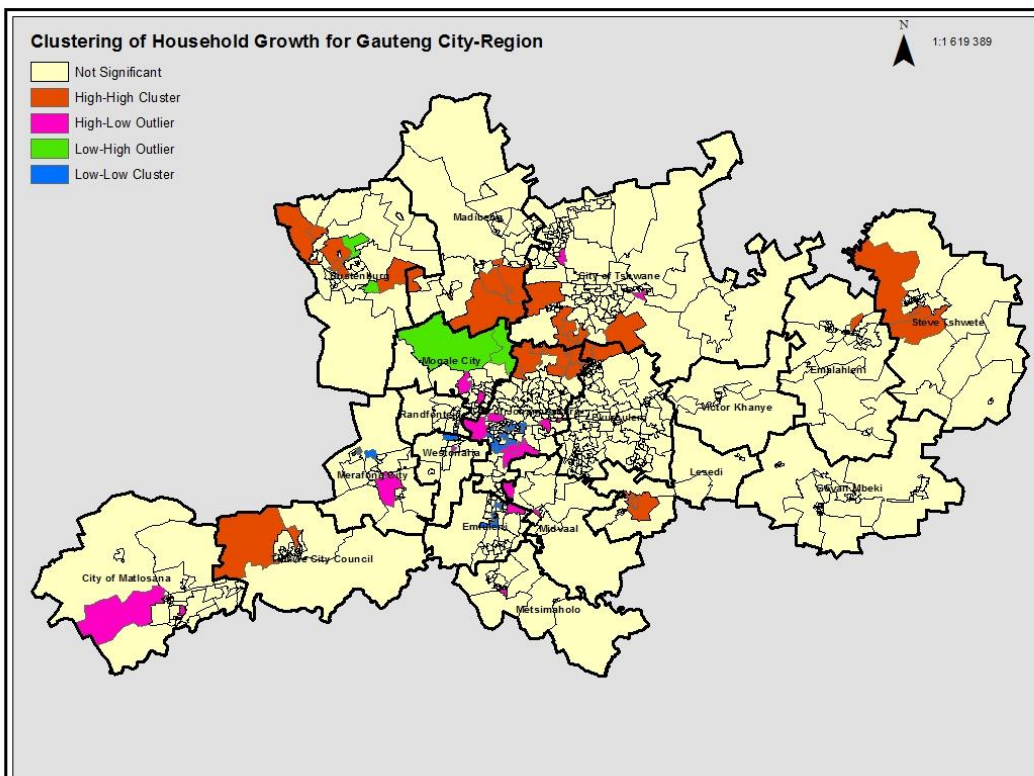 Clustering of Household Growth for Gauteng City-Region
N
1:1 619 389
Not Significant
High-High Cluster
High-Low Outlier
Low-High Outlier
Low-Low Cluster
Madibeng
City of Tshwane
Rustenburg
Steve Tshwete
Mogale City
Emalahleni
Randfontein
Victor Khanye
Westonaria
Lesedi
Merafong City
Govan Mbeki
Emfuleni
Midvaal
City Council
City of Matlosana
Metsimaholo